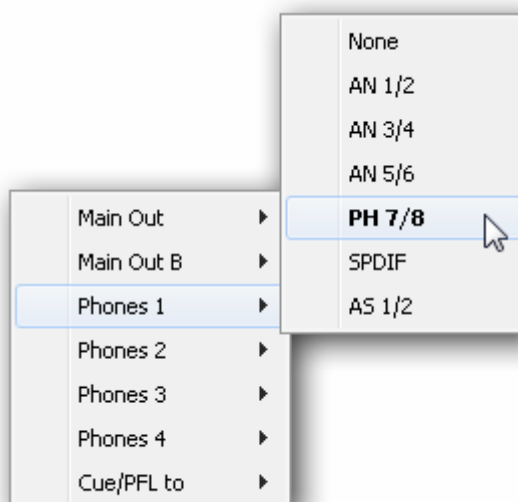 None
AN 1/2
AN 3/4
AN 5/6
PH 7/8
SPDIF
AS 1/2
Main Out
Main Out B
Phones 1
Phones 2
Phones 3
Phones 4
Cue/PFL to